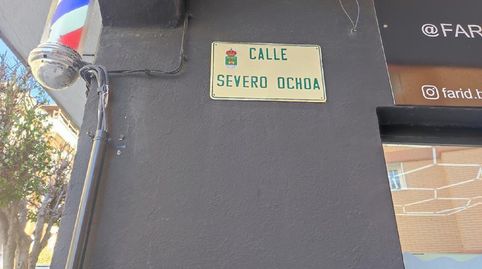 CALLE
SEVERO OCHOA
@FAR
farid.b